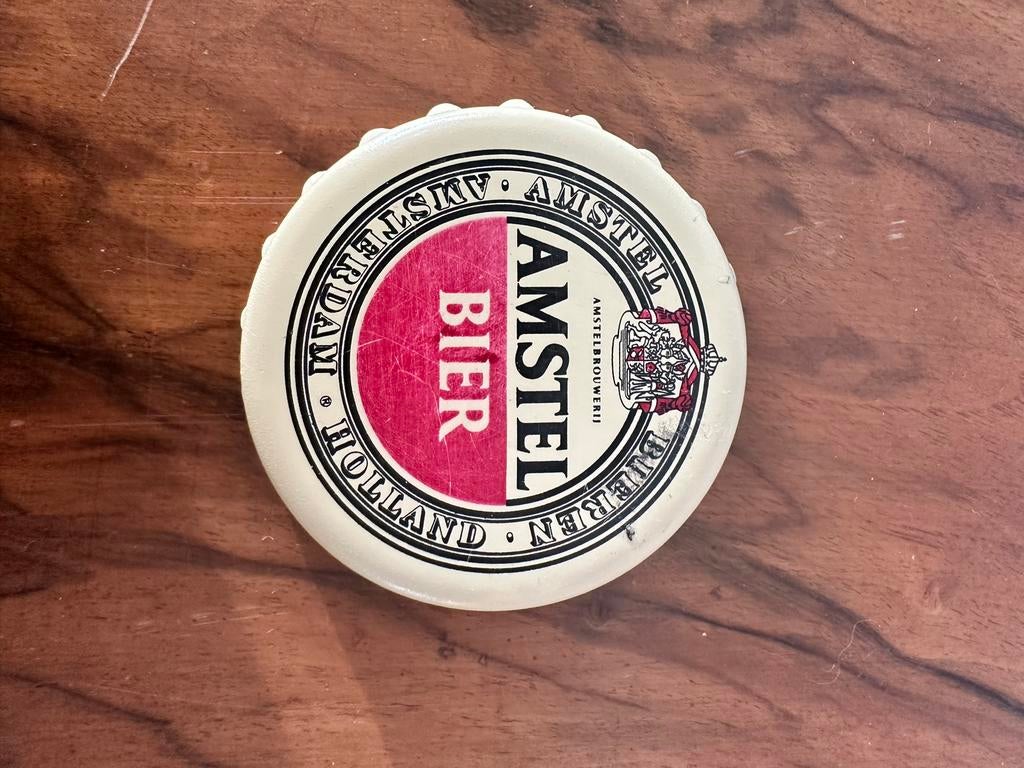 AMSTEL BIEREN
AMSTELBROUWERIJ
AMSTEL
BIER
AMSTERDAM · HOLLAND
®